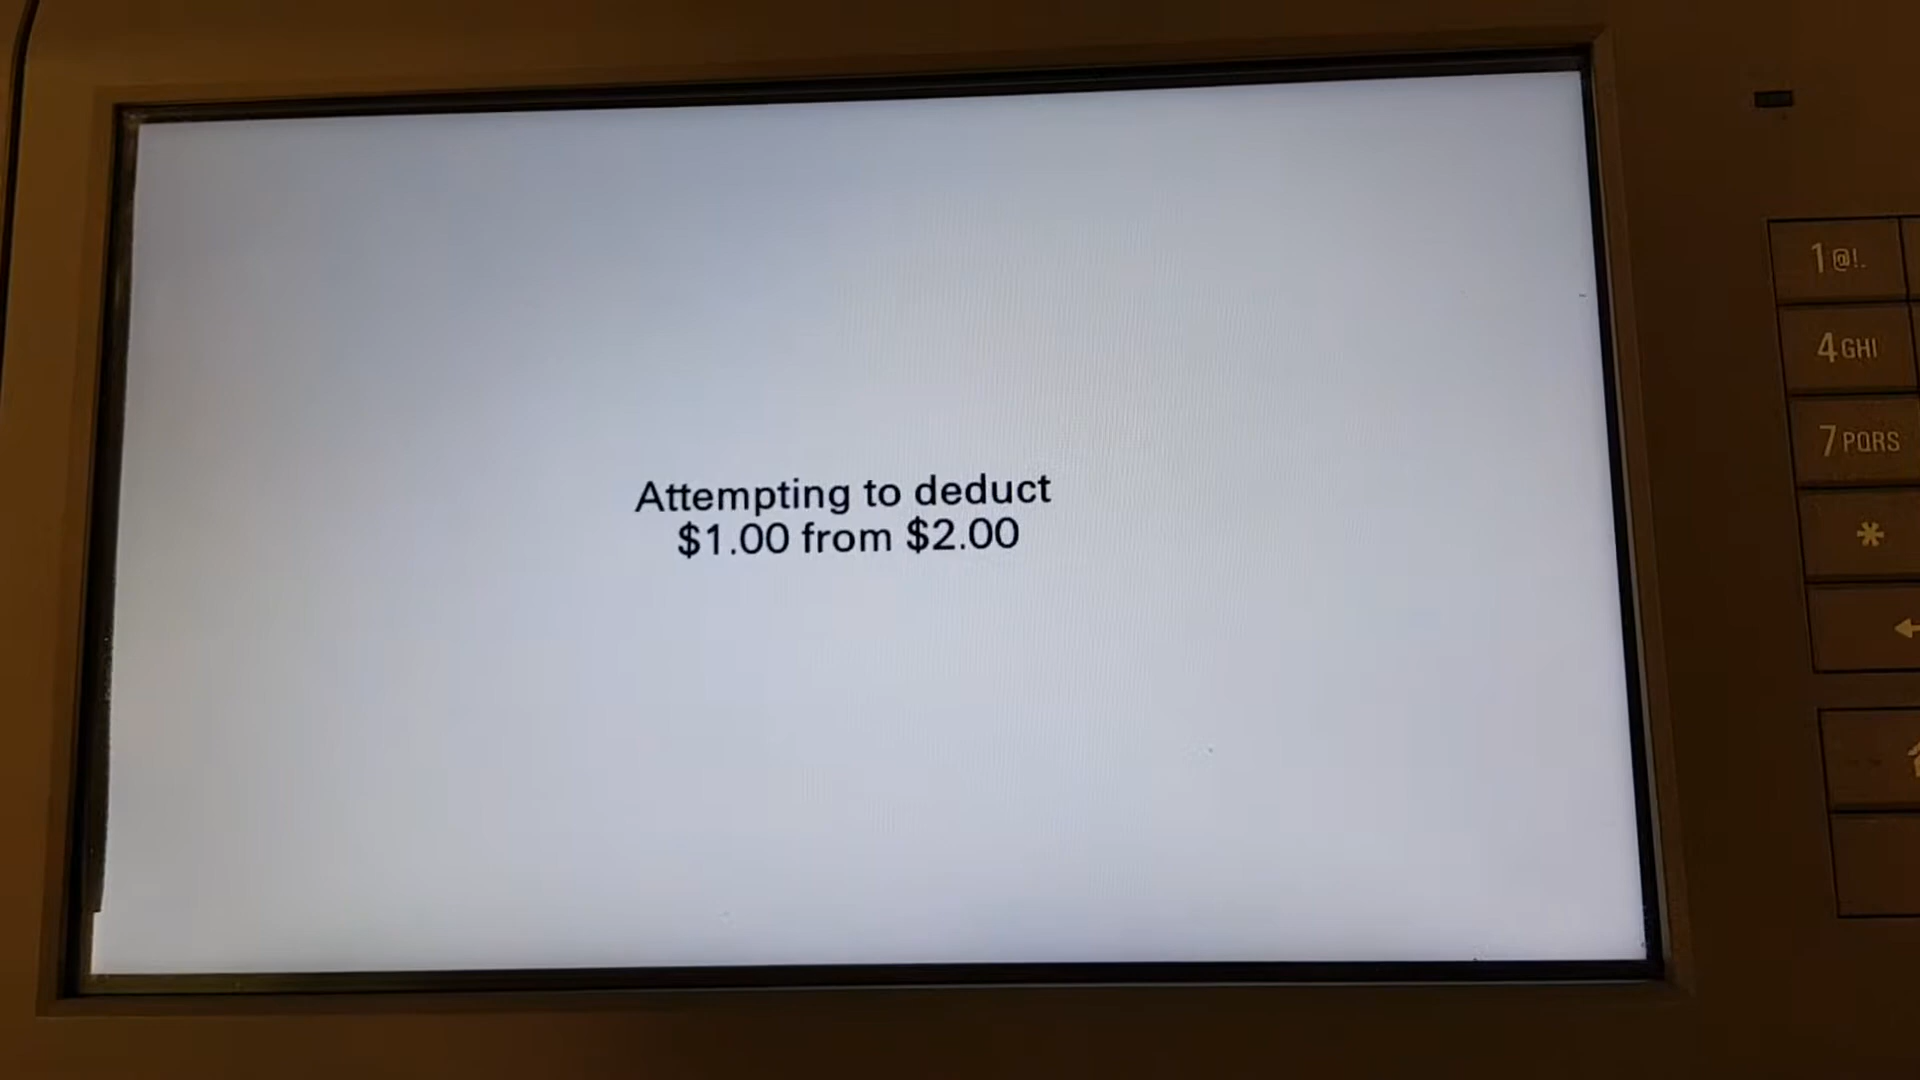 Attempting to deduct
$1.00 from $2.00
1@!.
4GHI
7PQRS
*